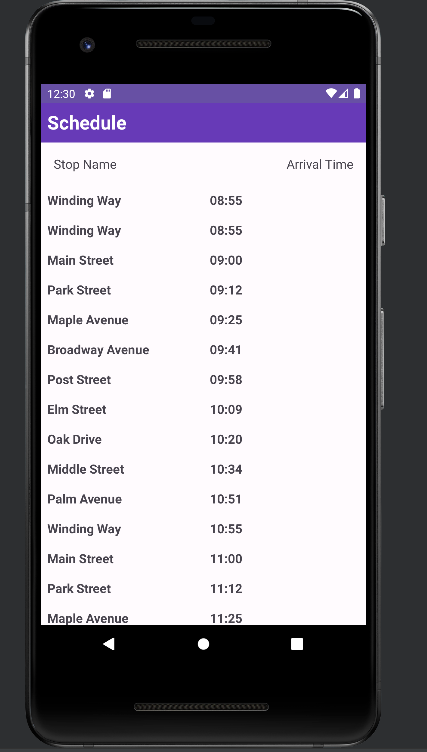 12:30
Schedule
Stop Name Arrival Time
Winding Way 08:55
Winding Way 08:55
Main Street 09:00
Park Street 09:12
Maple Avenue 09:25
Broadway Avenue 09:41
Post Street 09:58
Elm Street 10:09
Oak Drive 10:20
Middle Street 10:34
Palm Avenue 10:51
Winding Way 10:55
Main Street 11:00
Park Street 11:12
Maple Avenue 11:25